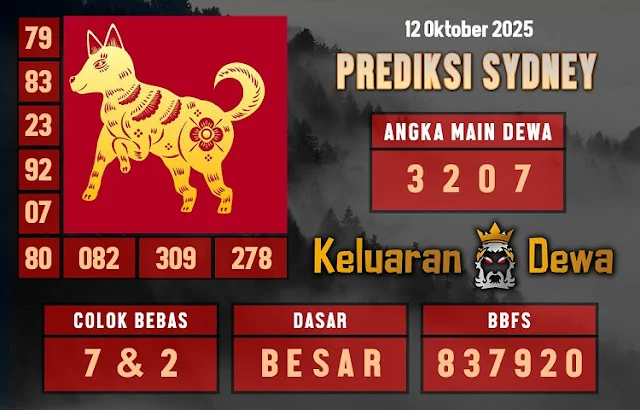 12 Oktober 2025
PREDIKSI SYDNEY
79
83
23
92
07
80 082 309 278
ANGKA MAIN DEWA
3 2 0 7
Keluaran Dewa
COLOK BEBAS
7 & 2
DASAR
BESAR
BBFS
837920